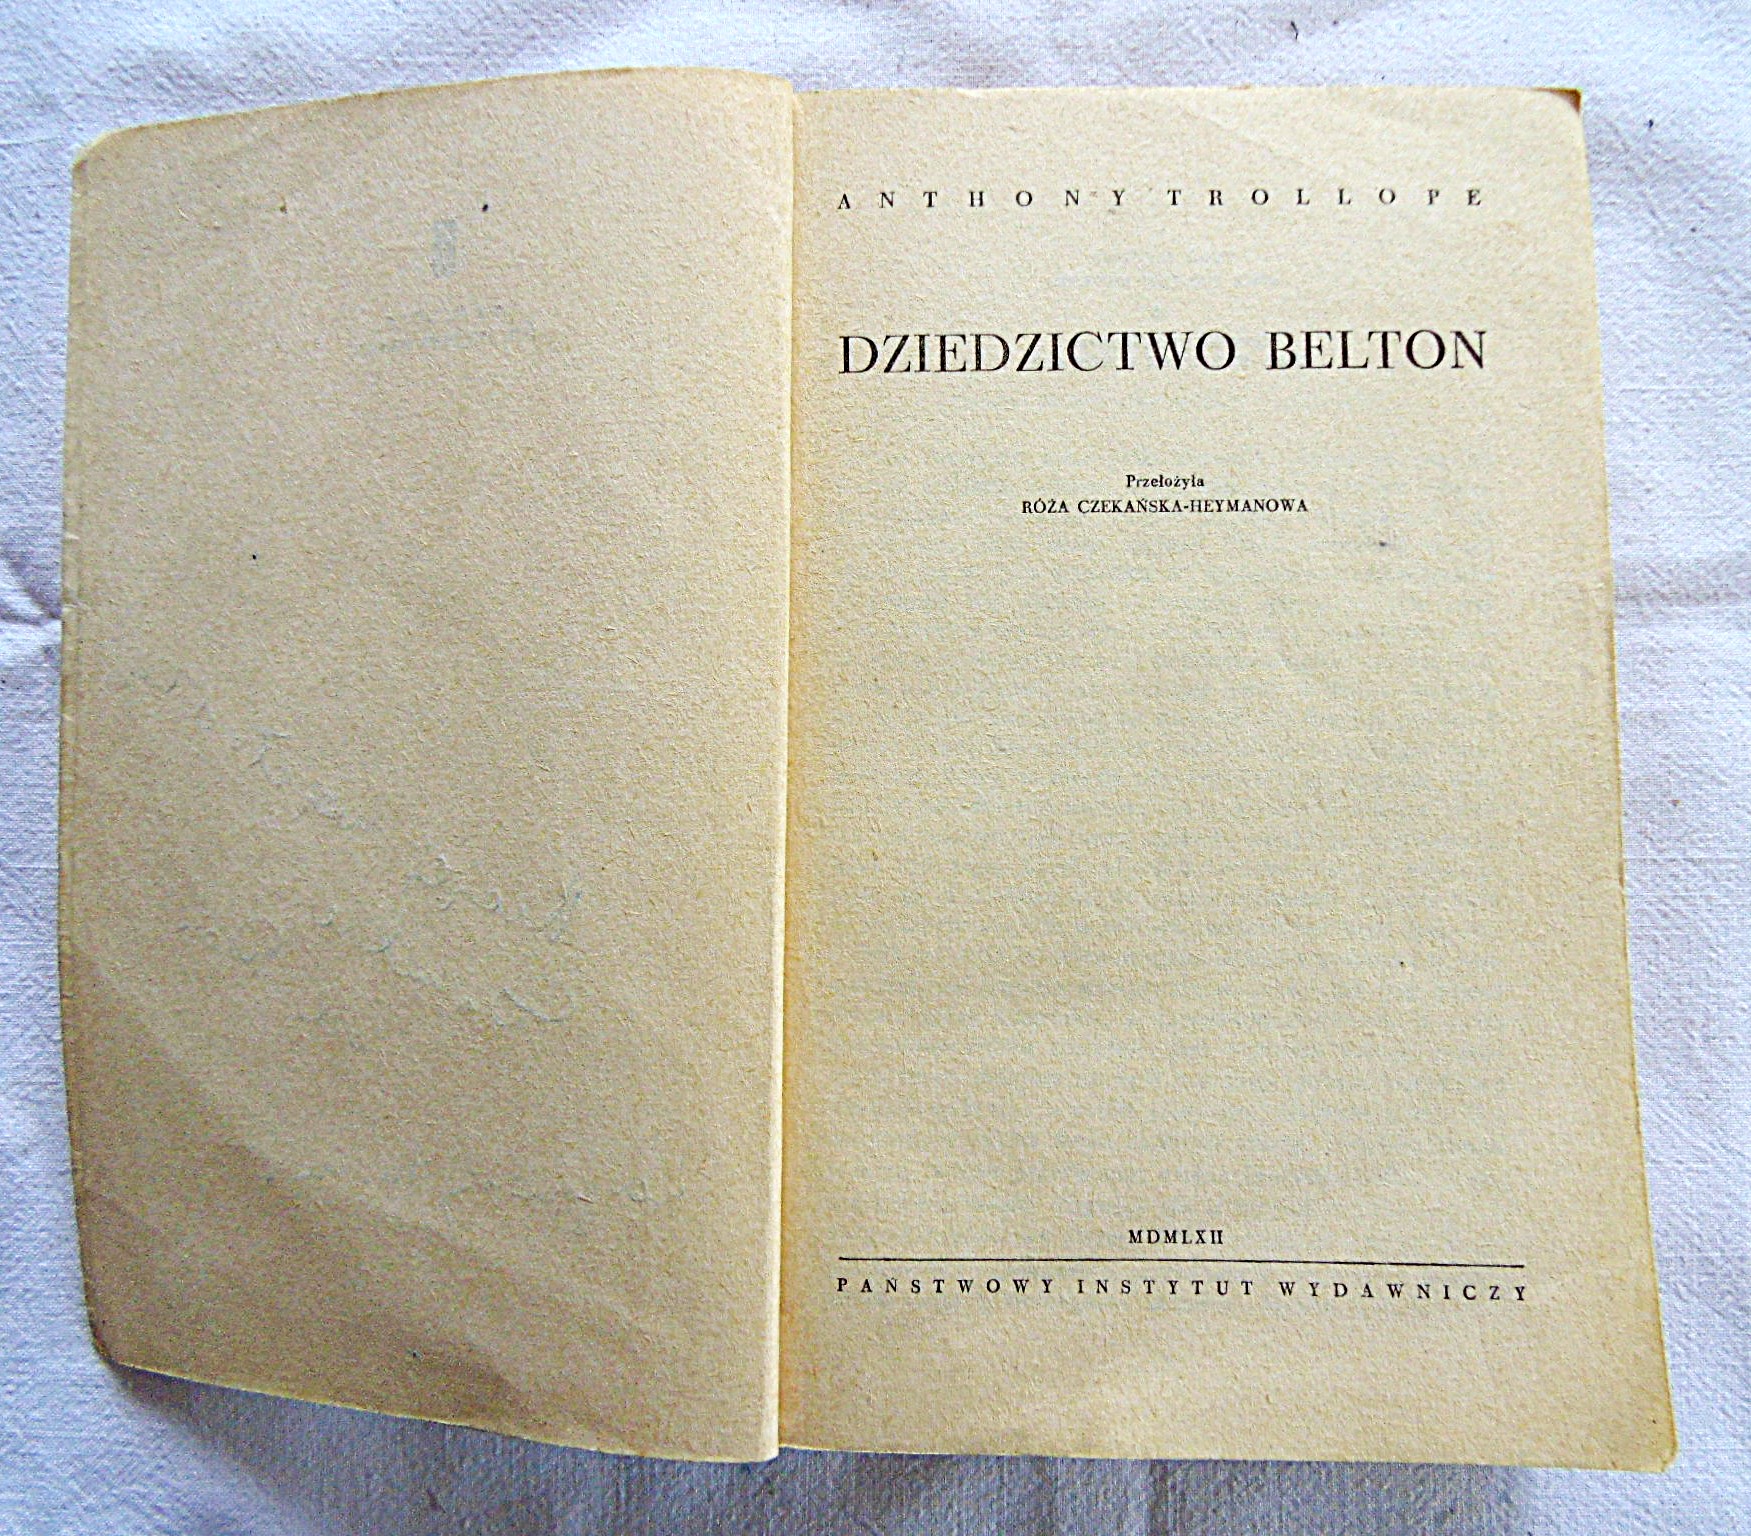 ANTHONY TROLLOPE
DZIEDZICTWO BELTON
Przełożyła
RÓŻA CZEKAŃSKA-HEYMANOWA
MDMLXII
PAŃSTWOWY INSTYTUT WYDAWNICZY